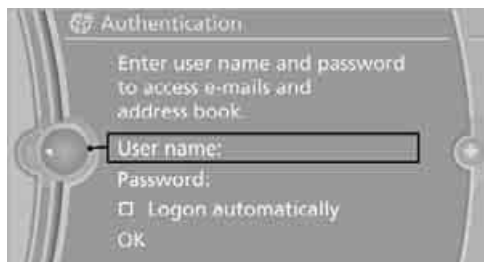 Authentication
Enter user name and password
to access e-mails and
address book.
User name:
Password:
Logon automatically
OK